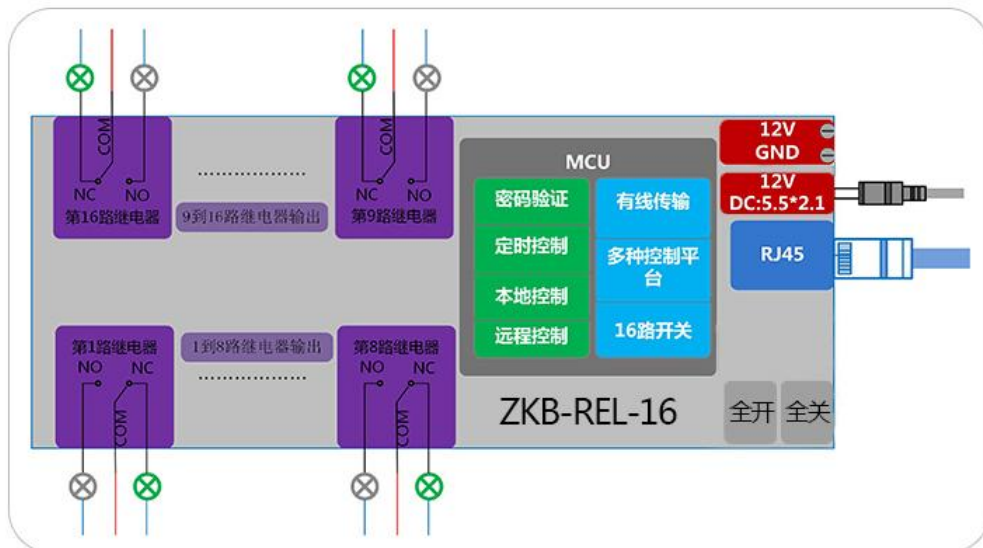 COM
NC NO
第16路继电器
9到16路继电器输出
COM
NC NO
第9路继电器
MCU
密码验证
定时控制
本地控制
远程控制
有线传输
多种控制平
台
16路开关
12V
GND
12V
DC:5.5*2.1
RJ45
第1路继电器
NO NC
COM
1到8路继电器输出
第8路继电器
NO NC
COM
ZKB-REL-16
全开 全关